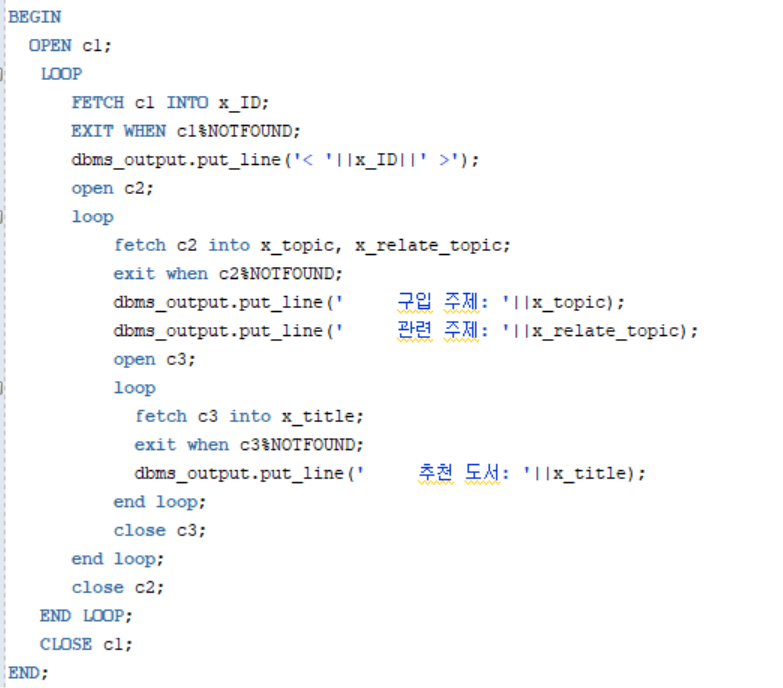 BEGIN
OPEN c1;
LOOP
FETCH c1 INTO x_ID;
EXIT WHEN c1%NOTFOUND;
dbms_output.put_line('< '||x_ID||' >');
open c2;
loop
fetch c2 into x_topic, x_relate_topic;
exit when c2%NOTFOUND;
dbms_output.put_line('     구입 주제: '||x_topic);
dbms_output.put_line('     관련 주제: '||x_relate_topic);
open c3;
loop
fetch c3 into x_title;
exit when c3%NOTFOUND;
dbms_output.put_line('     추천 도서: '||x_title);
end loop;
close c3;
end loop;
close c2;
END LOOP;
CLOSE c1;
END;